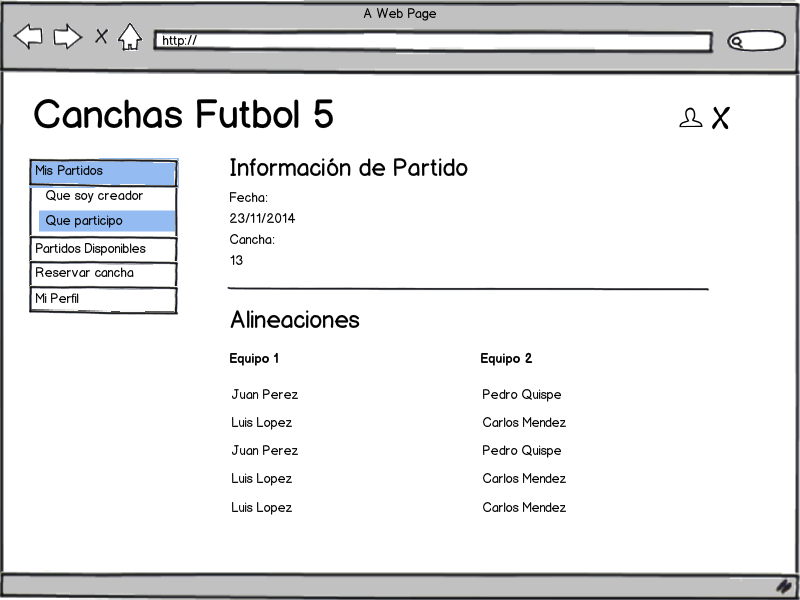 A Web Page
http://
Canchas Futbol 5
Mis Partidos
Que soy creador
Que participo
Partidos Disponibles
Reservar cancha
Mi Perfil
Información de Partido
Fecha:
23/11/2014
Cancha:
13
Alineaciones
Equipo 1 Equipo 2
Juan Perez Pedro Quispe
Luis Lopez Carlos Mendez
Juan Perez Pedro Quispe
Luis Lopez Carlos Mendez
Luis Lopez Carlos Mendez